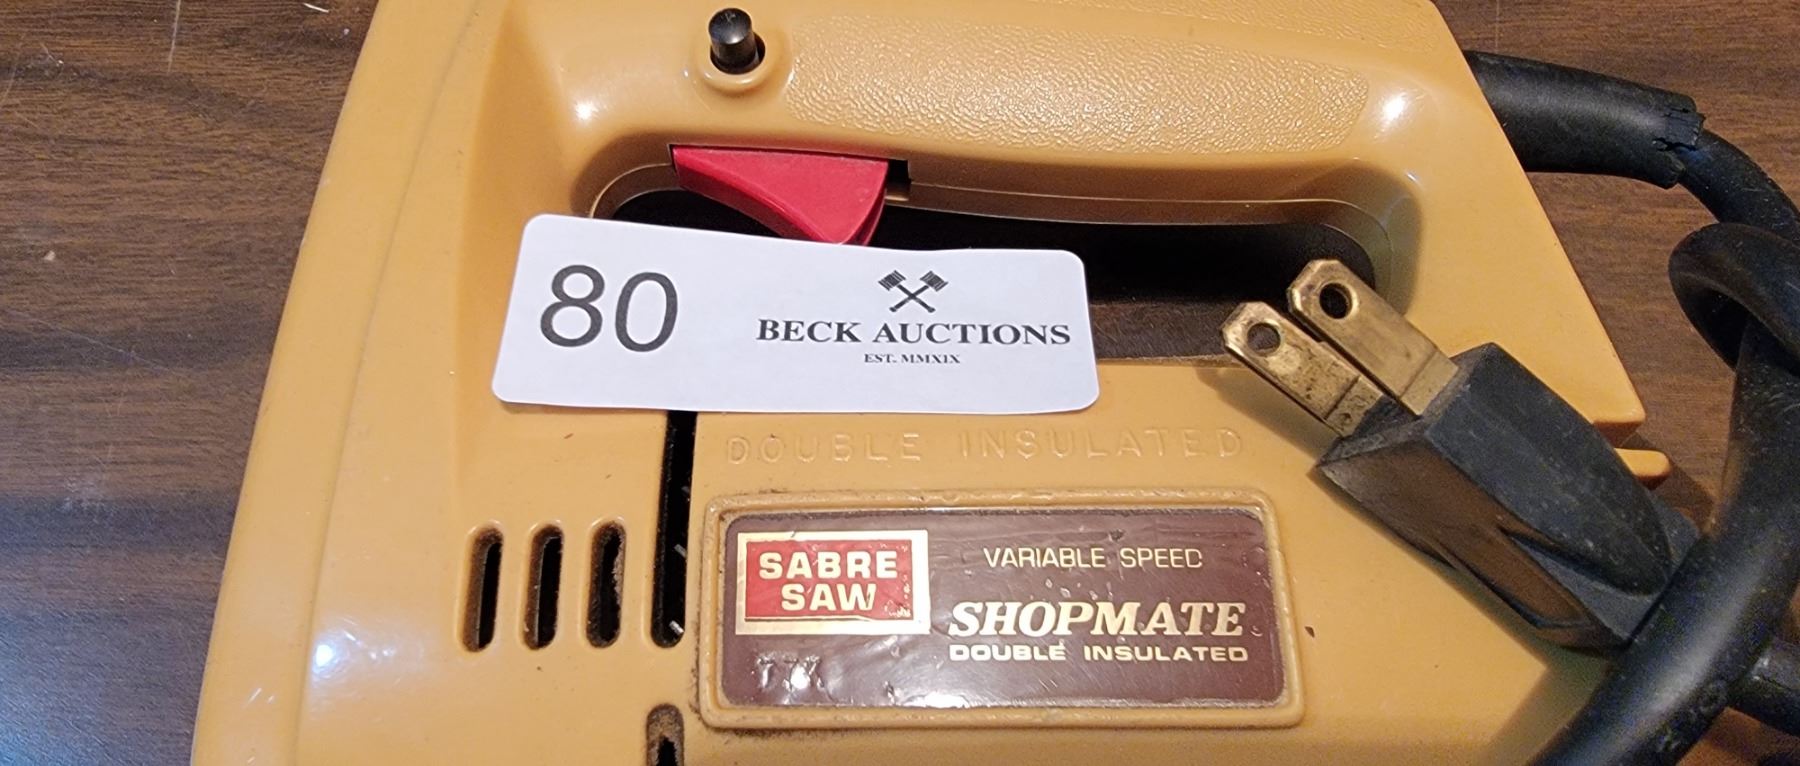 80
BECK AUCTIONS
EST. MMXIX
DOUBLE INSULATED
SABRE
SAW
VARIABLE SPEED
SHOPMATE
DOUBLE INSULATED